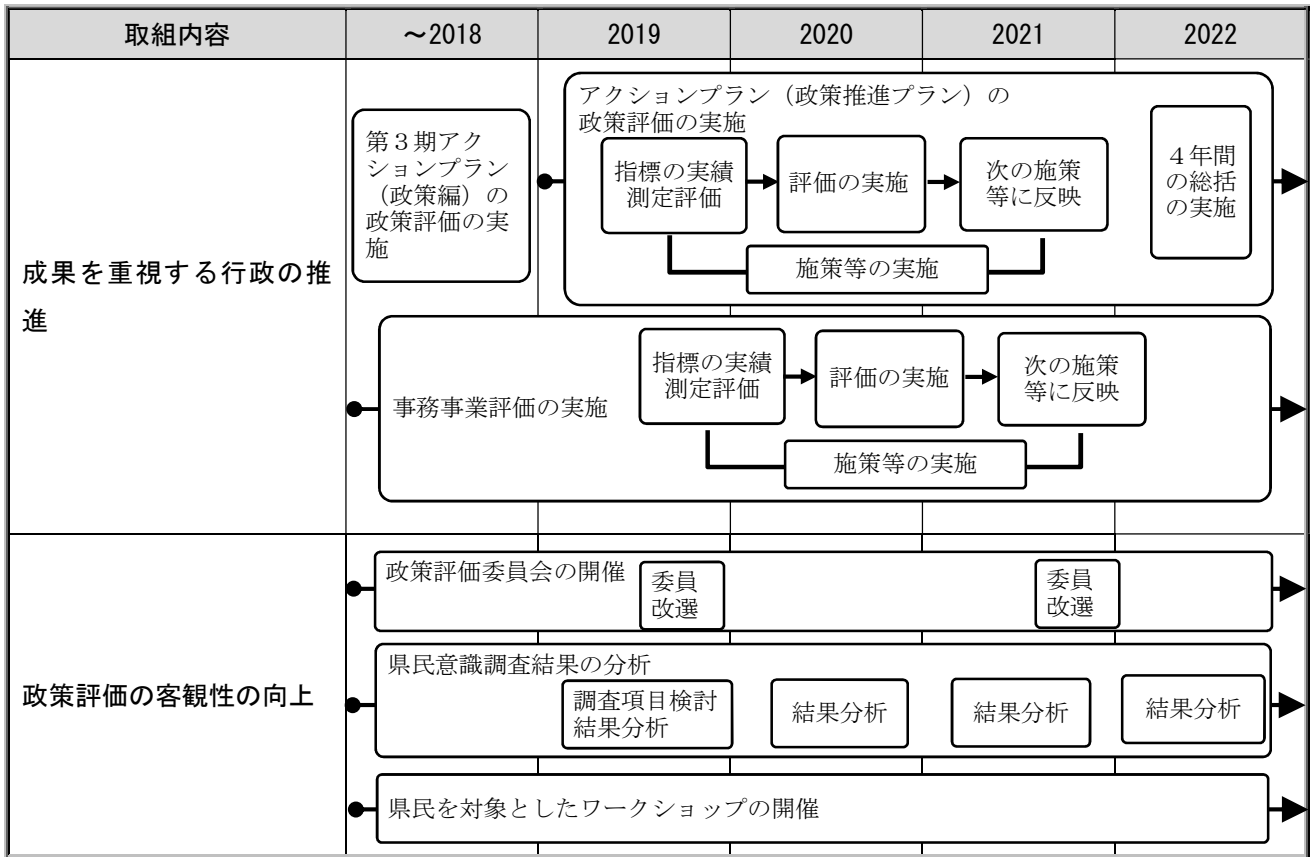 取組内容
～2018
2019
2020
2021
2022
成果を重視する行政の推
進
第３期アク
ションプラン
（政策編）の
政策評価の実
施
アクションプラン（政策推進プラン）の
政策評価の実施
指標の実績
測定評価
評価の実施
次の施策
等に反映
施策等の実施
４年間
の総括
の実施
事務事業評価の実施
指標の実績
測定評価
評価の実施
次の施策
等に反映
施策等の実施
政策評価の客観性の向上
政策評価委員会の開催
委員
改選
委員
改選
県民意識調査結果の分析
調査項目検討
結果分析
結果分析
結果分析
結果分析
県民を対象としたワークショップの開催